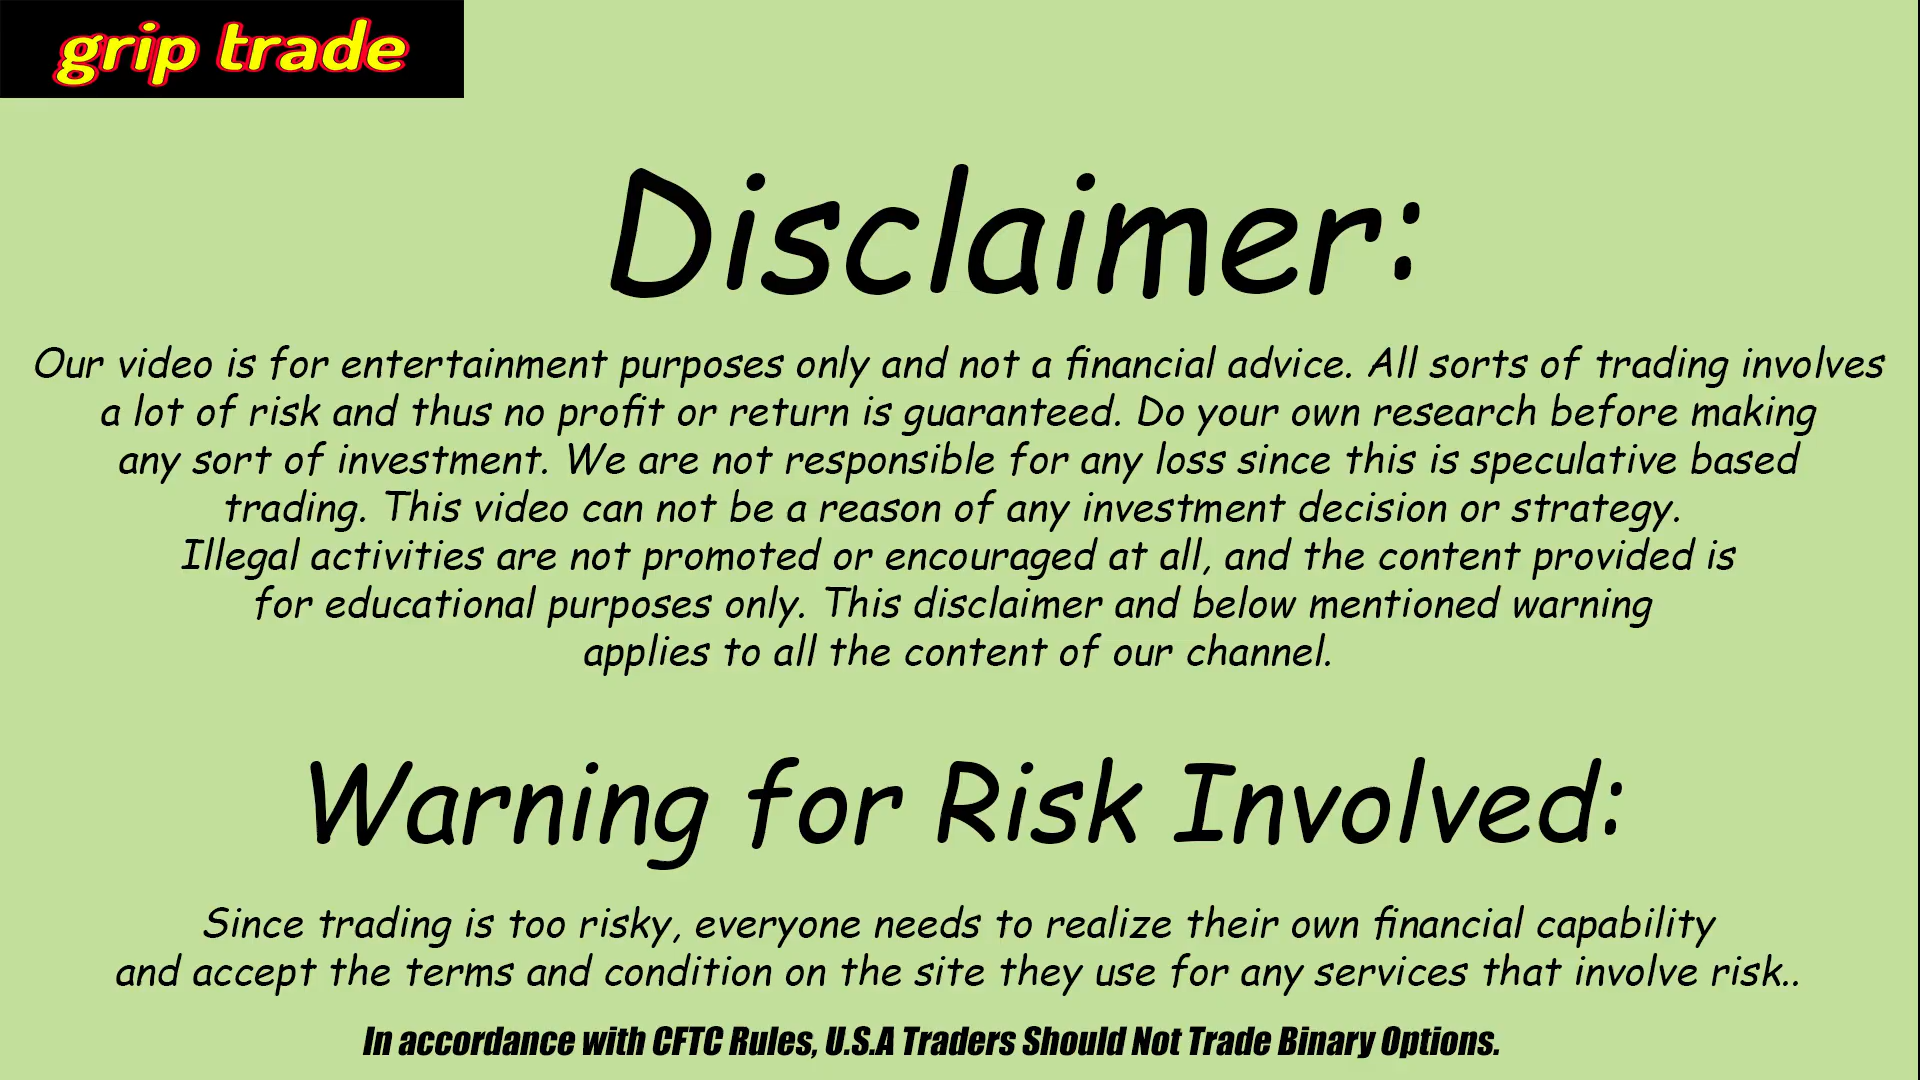 grip trade
Disclaimer:
Our video is for entertainment purposes only and not a financial advice. All sorts of trading involves
a lot of risk and thus no profit or return is guaranteed. Do your own research before making
any sort of investment. We are not responsible for any loss since this is speculative based
trading. This video can not be a reason of any investment decision or strategy.
Illegal activities are not promoted or encouraged at all, and the content provided is
for educational purposes only. This disclaimer and below mentioned warning
applies to all the content of our channel.
Warning for Risk Involved:
Since trading is too risky, everyone needs to realize their own financial capability
and accept the terms and condition on the site they use for any services that involve risk..
In accordance with CFTC Rules, U.S.A Traders Should Not Trade Binary Options.